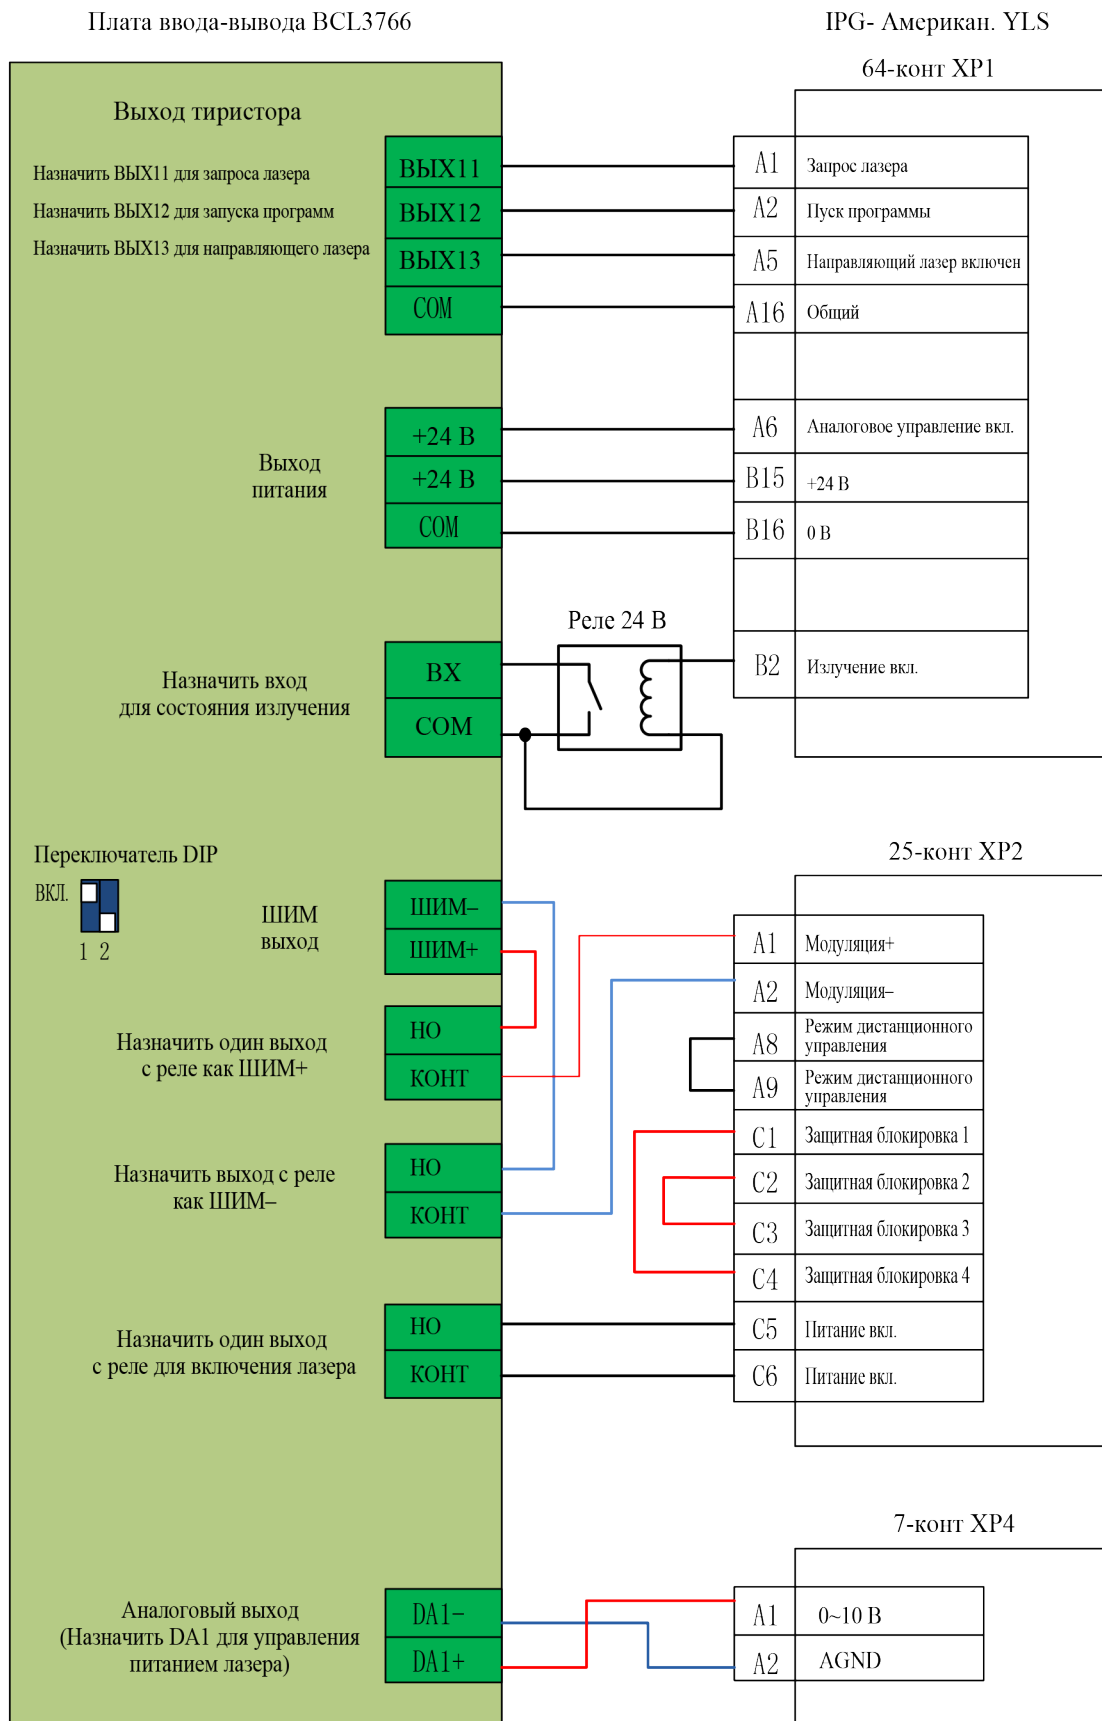 Плата ввода-вывода BCL3766
IPG- Американ. YLS
64-конт XP1
Выход тиристора
Назначить ВЫХ11 для запроса лазера
Назначить ВЫХ12 для запуска программ
Назначить ВЫХ13 для направляющего лазера
ВЫХ11
ВЫХ12
ВЫХ13
COM
A1 Запрос лазера
A2 Пуск программы
A5 Направляющий лазер включен
A16 Общий
Выход
питания
+24 В
+24 В
COM
A6 Аналоговое управление вкл.
B15 +24 В
B16 0 В
Реле 24 В
Назначить вход
для состояния излучения
ВХ
COM
B2 Излучение вкл.
Переключатель DIP
ВКЛ.
1 2
ШИМ
выход
ШИМ–
ШИМ+
Назначить один выход
с реле как ШИМ+
НО
КОНТ
Назначить выход с реле
как ШИМ–
НО
КОНТ
Назначить один выход
с реле для включения лазера
НО
КОНТ
25-конт XP2
A1 Модуляция+
A2 Модуляция–
A8 Режим дистанционного
управления
A9 Режим дистанционного
управления
C1 Защитная блокировка 1
C2 Защитная блокировка 2
C3 Защитная блокировка 3
C4 Защитная блокировка 4
C5 Питание вкл.
C6 Питание вкл.
7-конт XP4
Аналоговый выход
(Назначить DA1 для управления
питанием лазера)
DA1-
DA1+
A1 0~10 В
A2 AGND